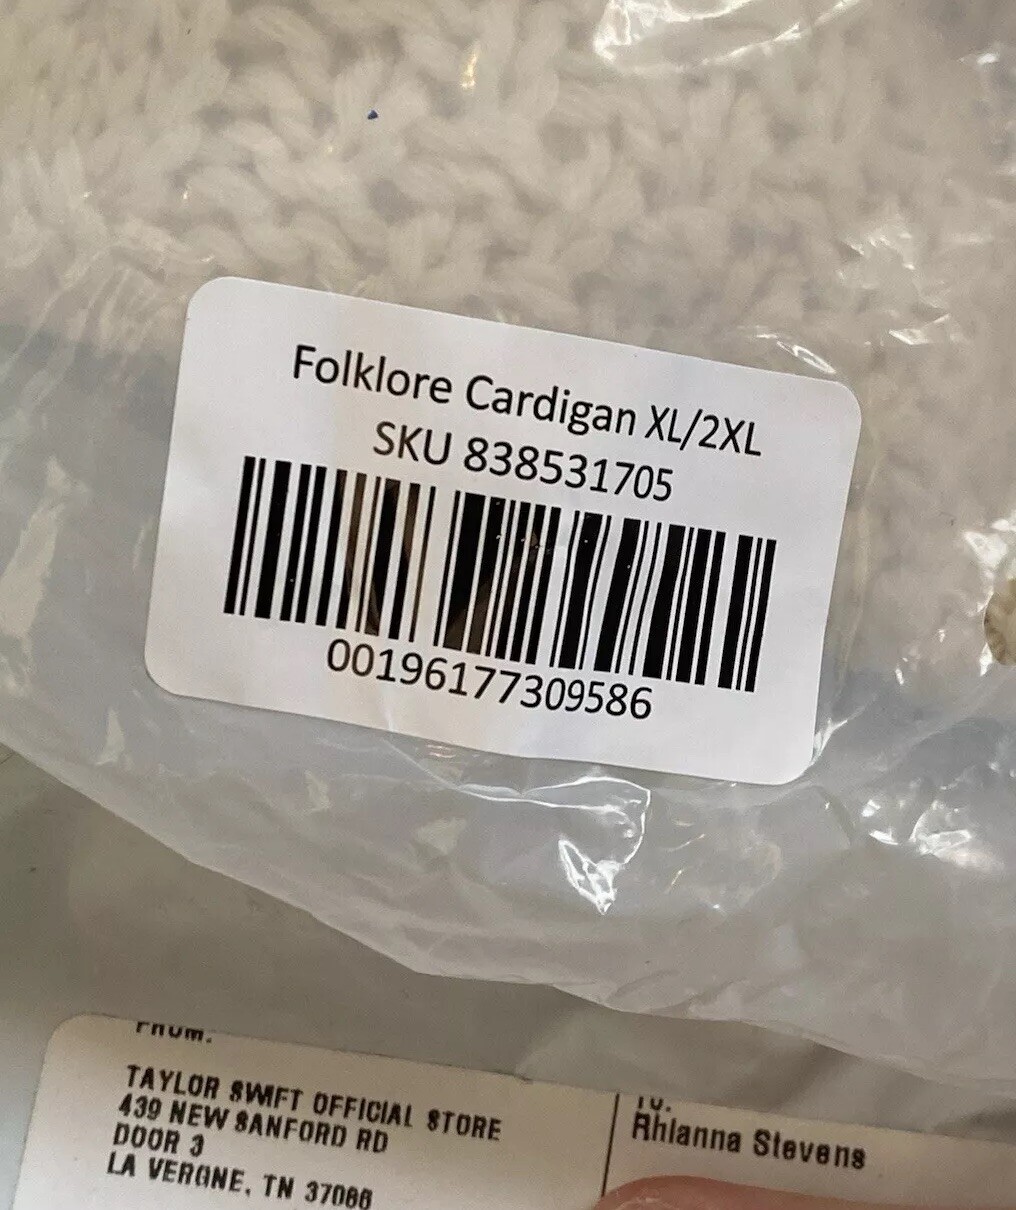 Folklore Cardigan XL/2XL
SKU 838531705
00196177309586
FROM:
TAYLOR SWIFT OFFICIAL STORE
439 NEW SANFORD RD
DOOR 3
LA VERGNE, TN 37086
TO:
Rhianna Stevens